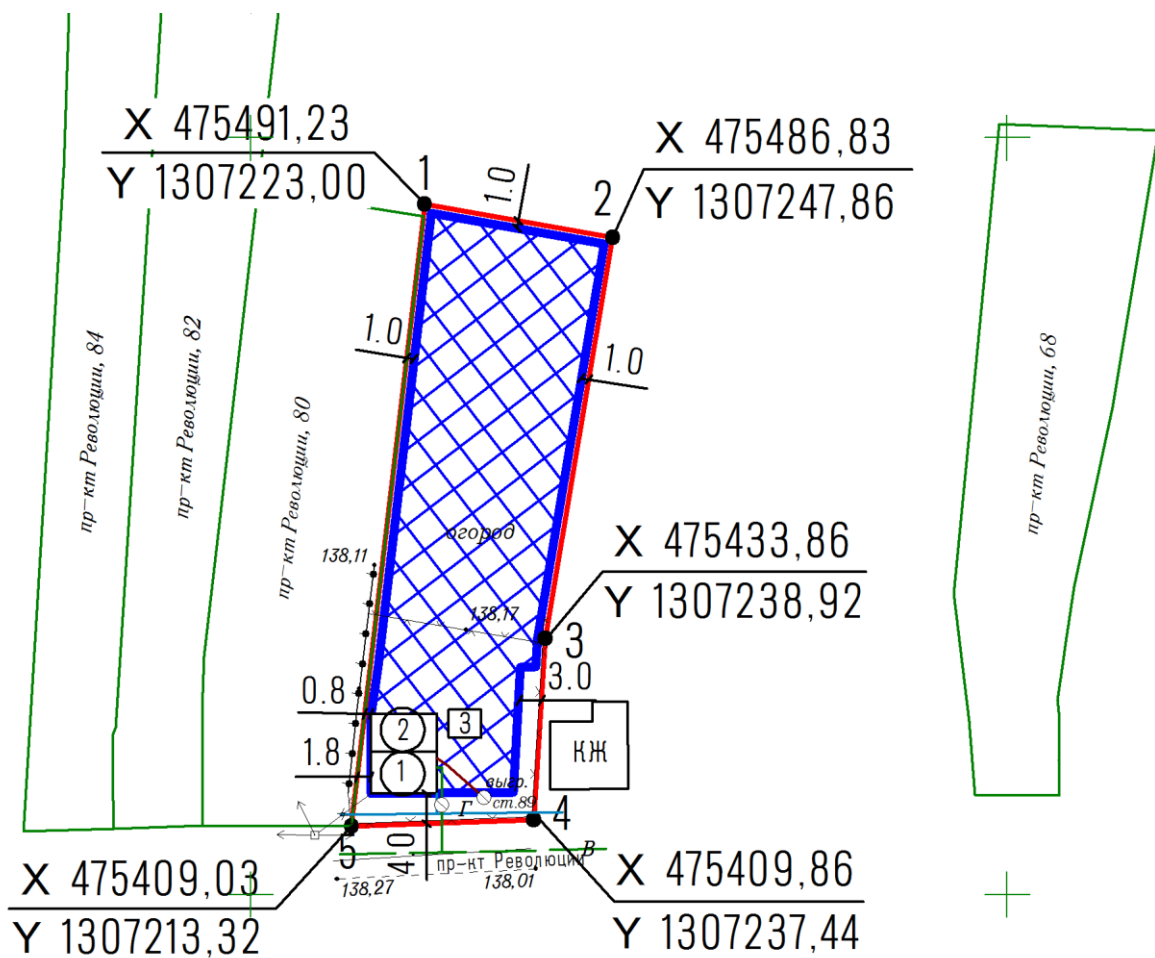 X 475491,23
Y 1307223,00
1
1.0
X 475486,83
Y 1307247,86
2
1.0
1.0
пр-кт Революции, 84
пр-кт Революции, 82
пр-кт Революции, 80
пр-кт Революции, 68
огород
138,11
138,17
X 475433,86
Y 1307238,92
3
0.8
3.0
2
3
КЖ
1.8
1
выгр.
ст.89
Г
4
5
4.0
В
пр-кт Революции
138,27
138,01
X 475409,03
Y 1307213,32
X 475409,86
Y 1307237,44